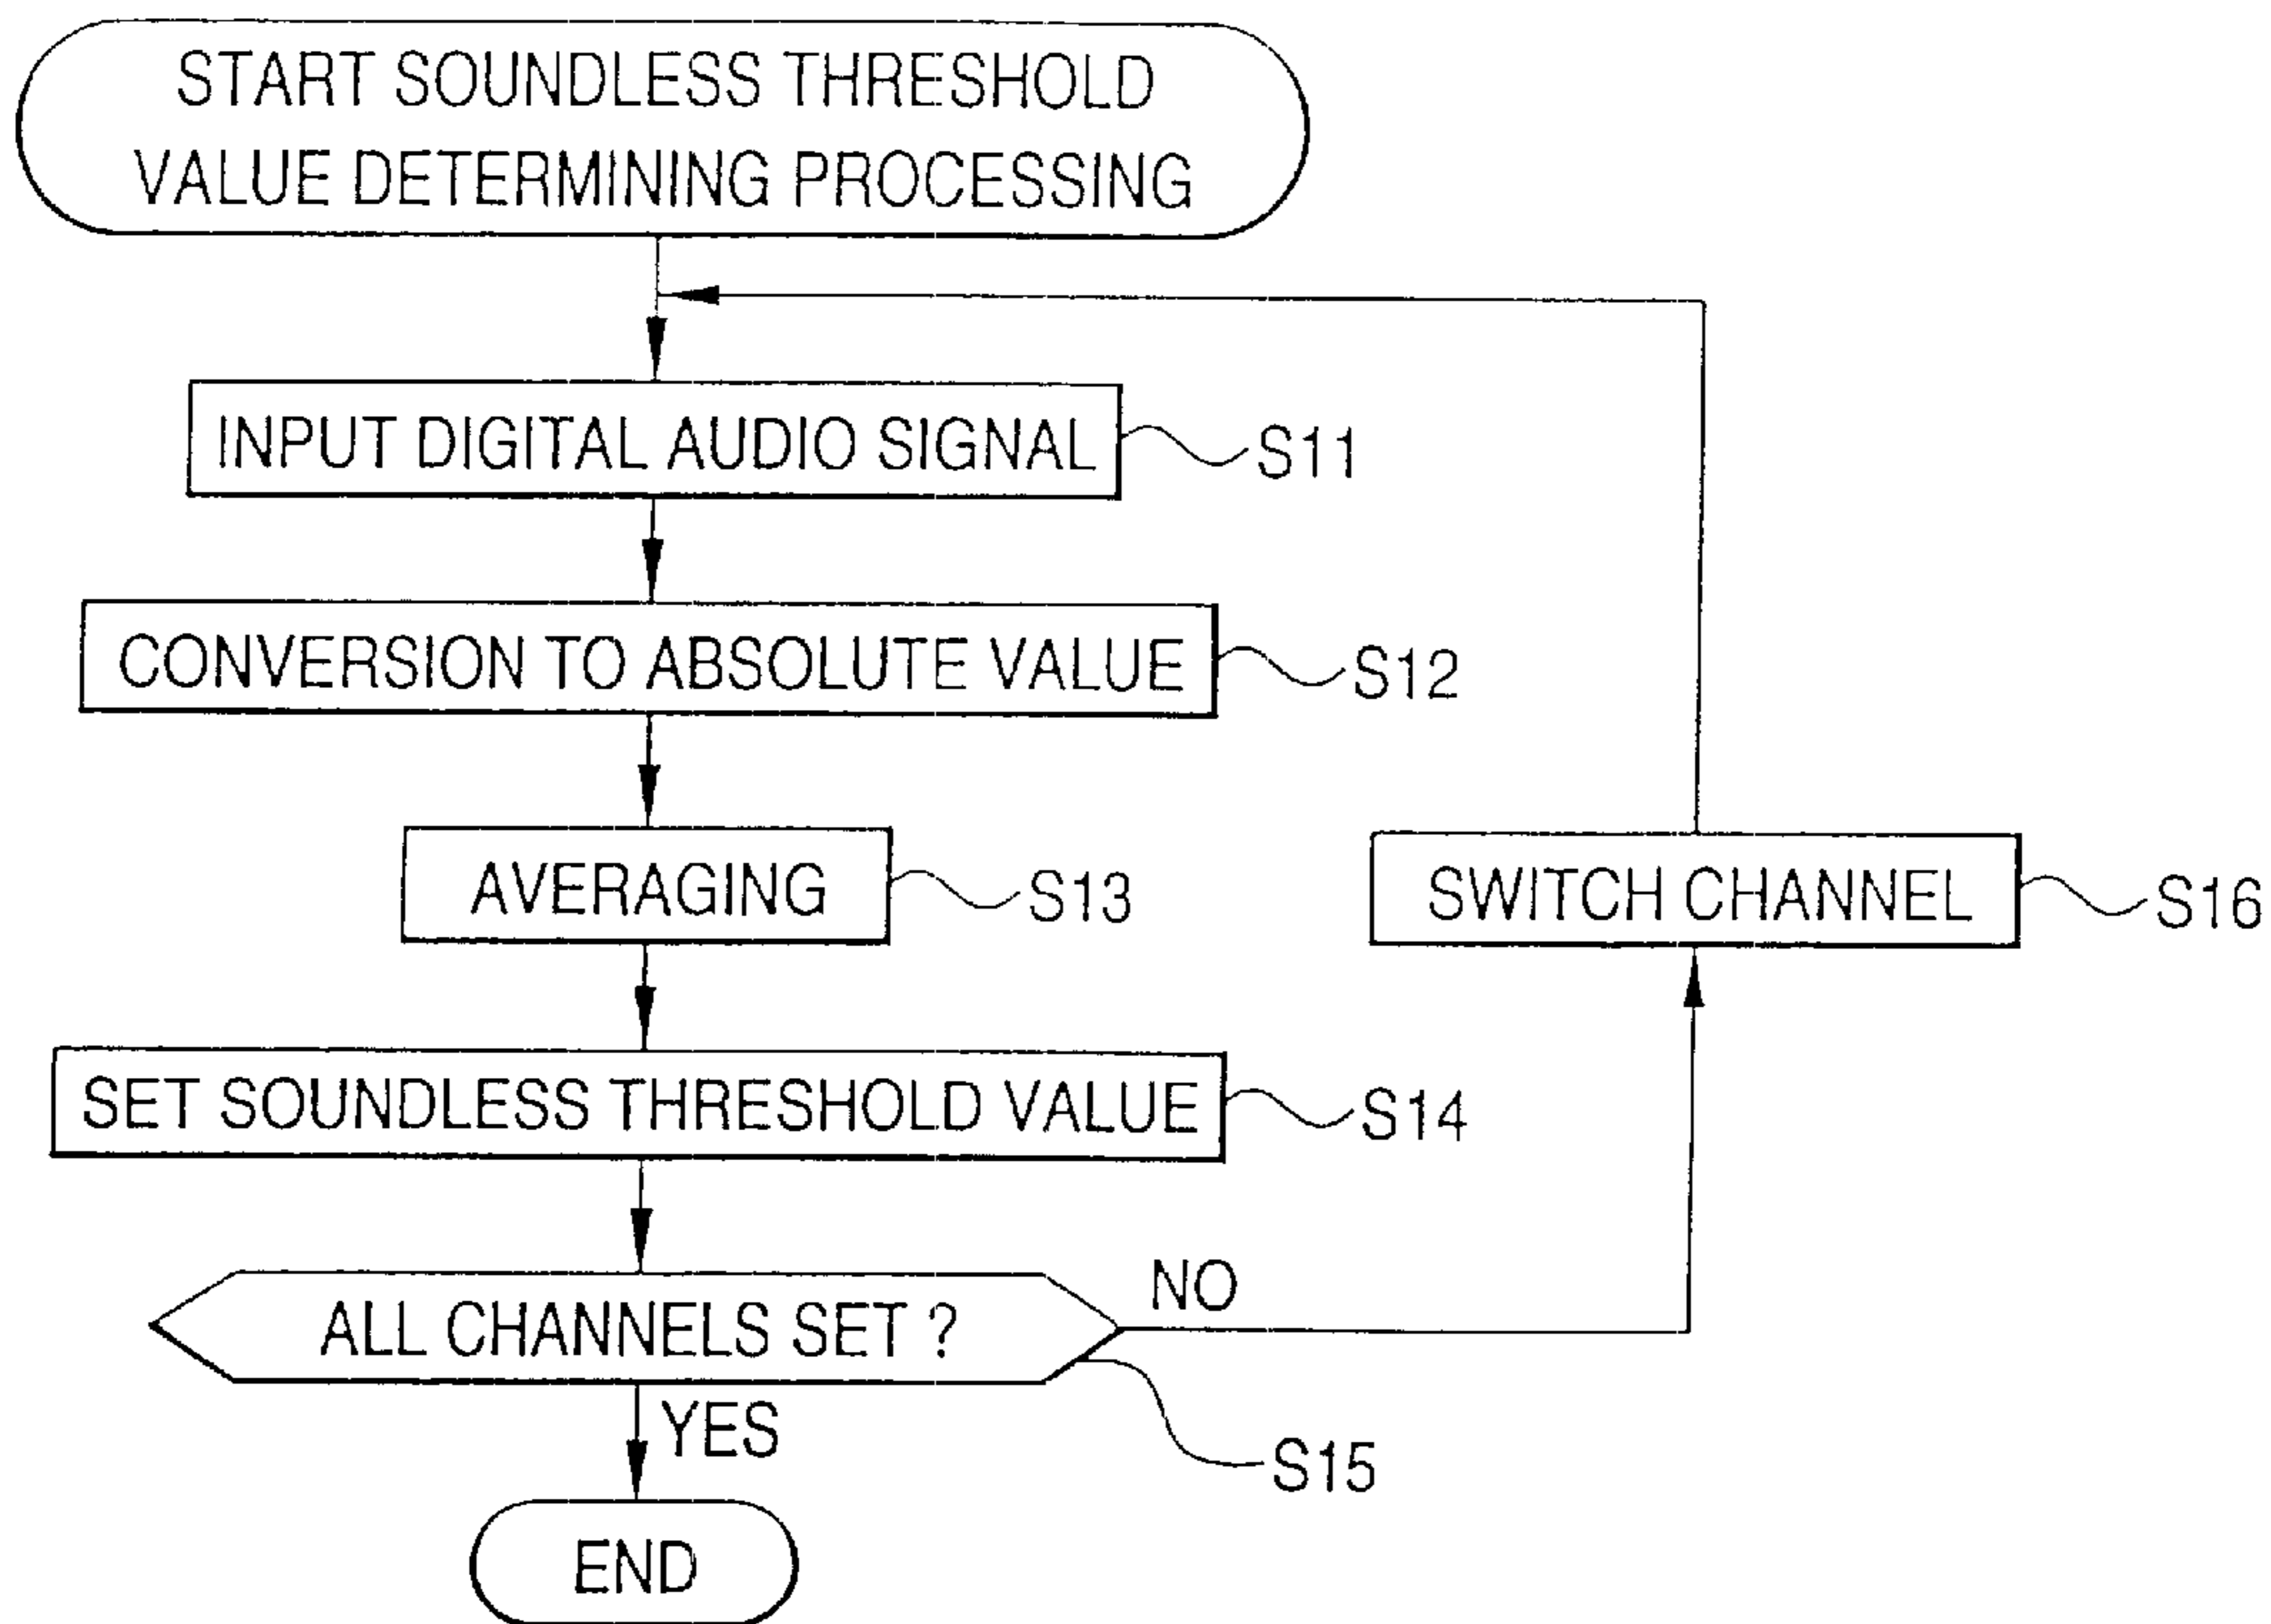 START SOUNDLESS THRESHOLD
VALUE DETERMINING PROCESSING
INPUT DIGITAL AUDIO SIGNAL
S11
CONVERSION TO ABSOLUTE VALUE
S12
AVERAGING
S13
SWITCH CHANNEL
S16
SET SOUNDLESS THRESHOLD VALUE
S14
ALL CHANNELS SET ?
NO
YES
S15
END